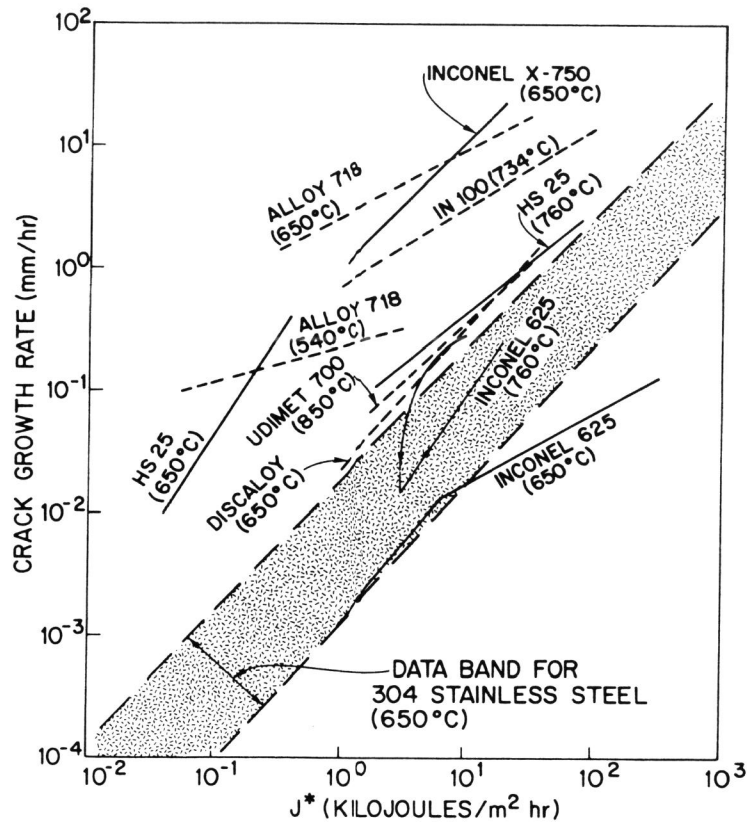 10²
INCONEL X-750
(650°C)
10¹
ALLOY 718
(650°C)
IN 100 (734°C)
HS 25
(760°C)
10⁰
ALLOY 718
(540°C)
INCONEL 625
(760°C)
10⁻¹
UDIMET 700
(850°C)
HS 25
(650°C)
DISCALOY
(650°C)
INCONEL 625
(650°C)
10⁻²
10⁻³
DATA BAND FOR
304 STAINLESS STEEL
(650°C)
10⁻⁴
CRACK GROWTH RATE (mm/hr)
10⁻² 10⁻¹ 10⁰ 10¹ 10² 10³
J* (KILOJOULES/m² hr)